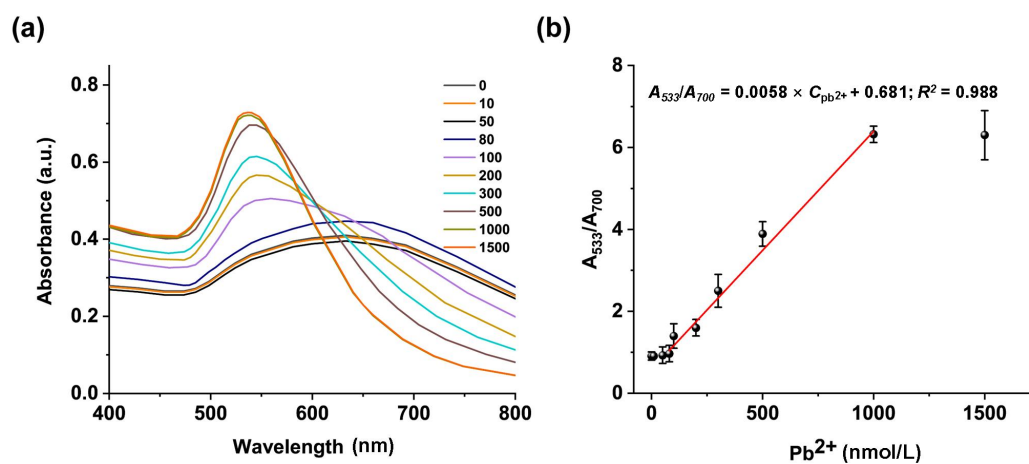 (a)
0.8
0.6
0.4
0.2
0.0
Absorbance (a.u.)
400 500 600 700 800
Wavelength (nm)
0
10
50
80
100
200
300
500
1000
1500
(b)
8
6
4
2
0
A₅₃₃/A₇₀₀
A₅₃₃/A₇₀₀ = 0.0058 × C_pb²⁺ + 0.681; R² = 0.988
0 500 1000 1500
Pb²⁺ (nmol/L)